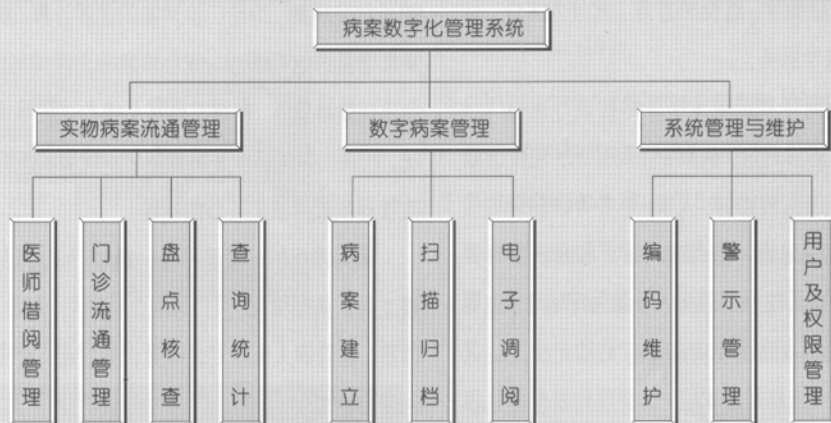 病案数字化管理系统
实物病案流通管理
数字病案管理
系统管理与维护
医师借阅管理
门诊流通管理
盘点核查
查询统计
病案建立
扫描归档
电子调阅
编码维护
警示管理
用户及权限管理